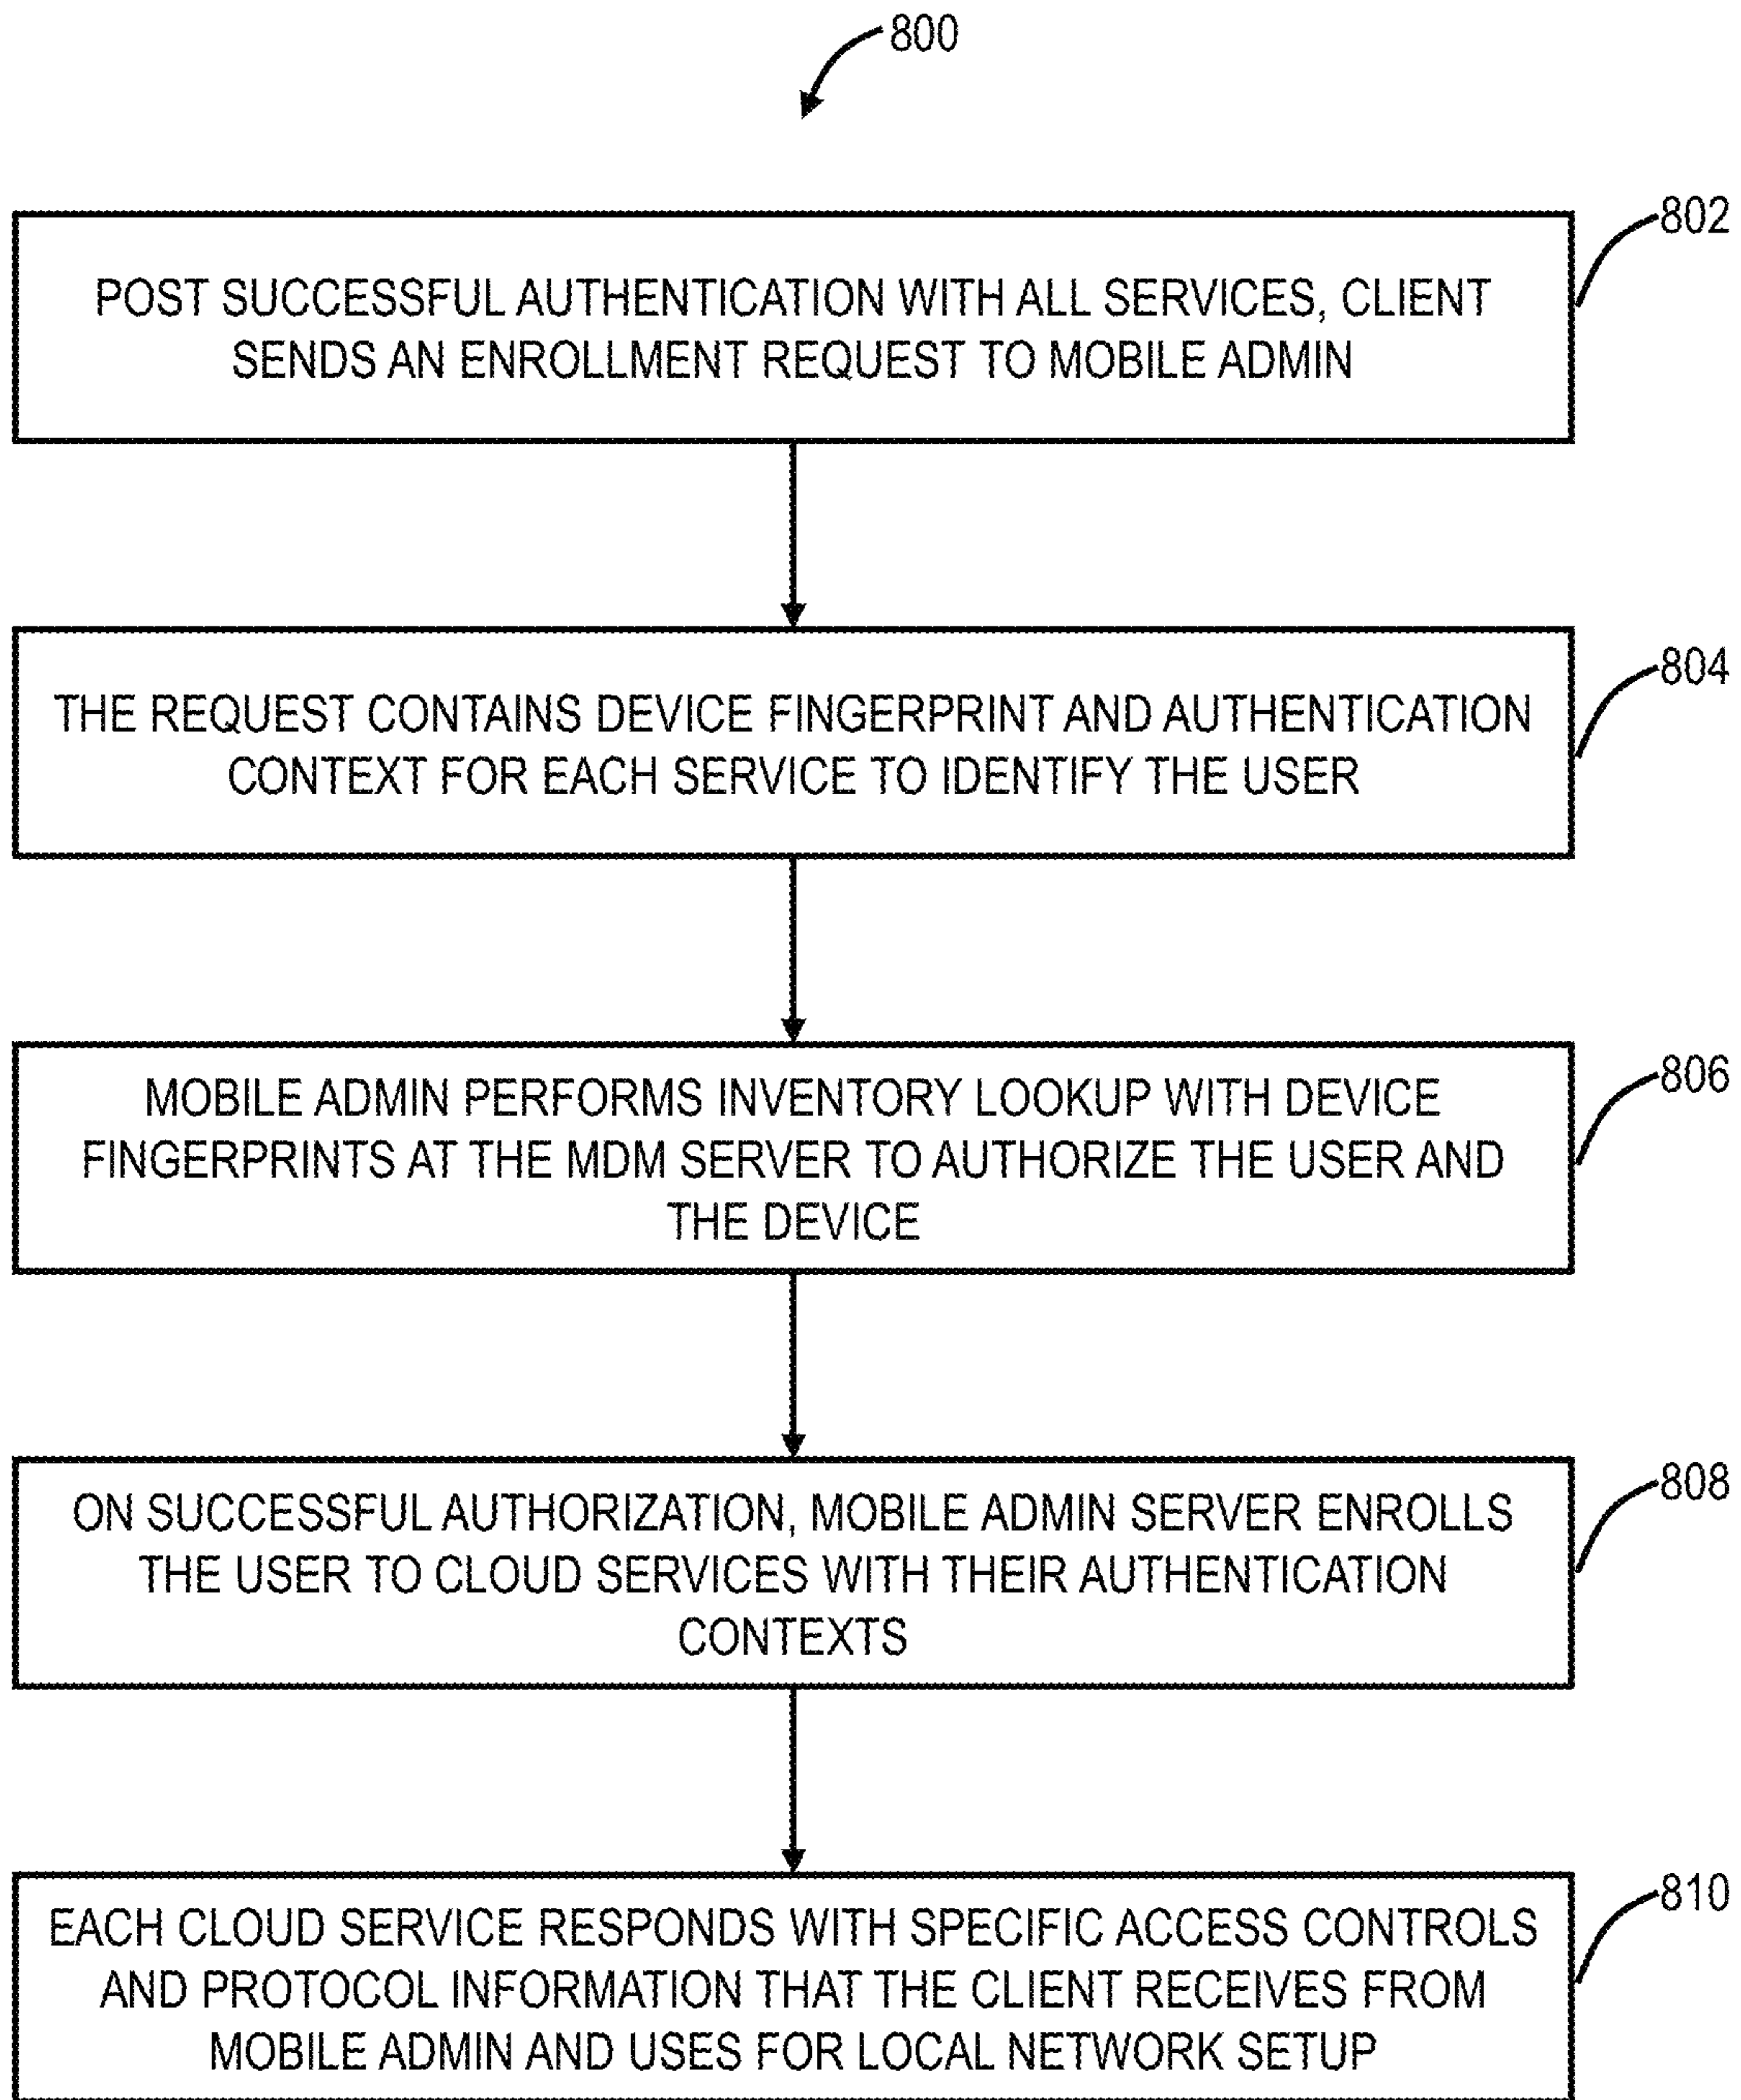 800
802
POST SUCCESSFUL AUTHENTICATION WITH ALL SERVICES, CLIENT
SENDS AN ENROLLMENT REQUEST TO MOBILE ADMIN
804
THE REQUEST CONTAINS DEVICE FINGERPRINT AND AUTHENTICATION
CONTEXT FOR EACH SERVICE TO IDENTIFY THE USER
806
MOBILE ADMIN PERFORMS INVENTORY LOOKUP WITH DEVICE
FINGERPRINTS AT THE MDM SERVER TO AUTHORIZE THE USER AND
THE DEVICE
808
ON SUCCESSFUL AUTHORIZATION, MOBILE ADMIN SERVER ENROLLS
THE USER TO CLOUD SERVICES WITH THEIR AUTHENTICATION
CONTEXTS
810
EACH CLOUD SERVICE RESPONDS WITH SPECIFIC ACCESS CONTROLS
AND PROTOCOL INFORMATION THAT THE CLIENT RECEIVES FROM
MOBILE ADMIN AND USES FOR LOCAL NETWORK SETUP